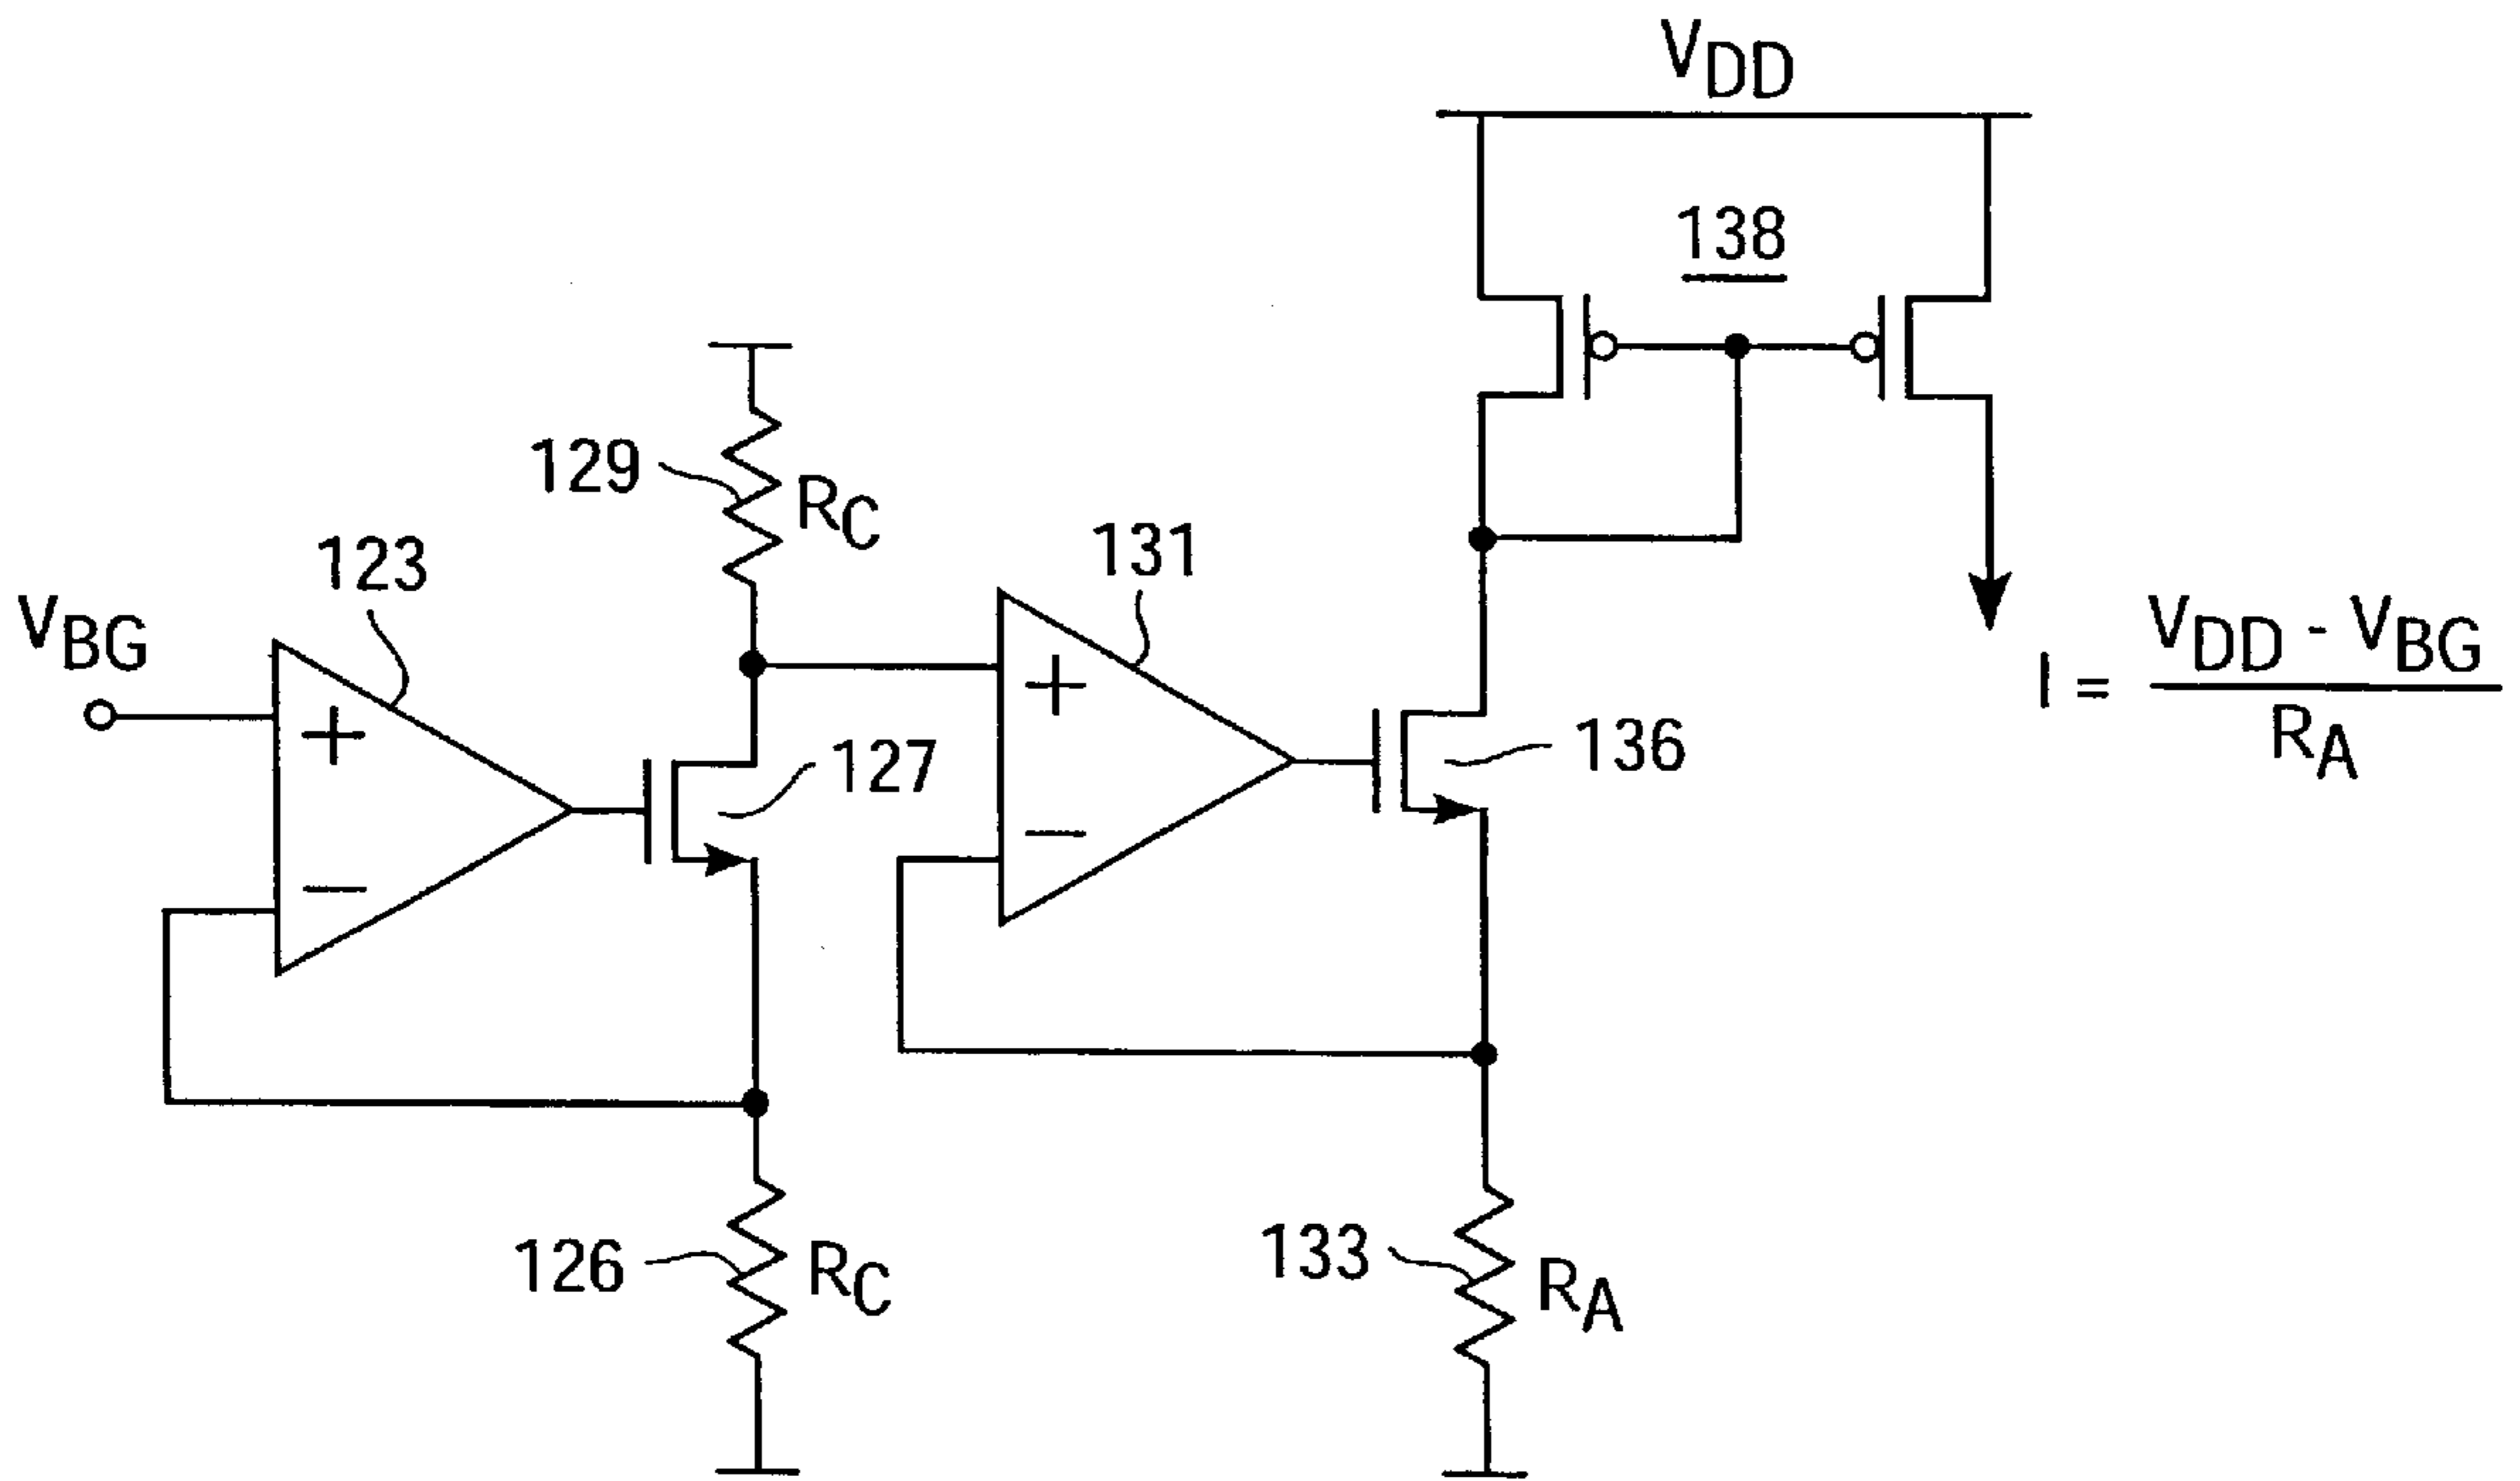 VDD
138
129
RC
123
131
VBG
I = VDD - VBG
RA
+
+
127
136
−
−
126
RC
133
RA